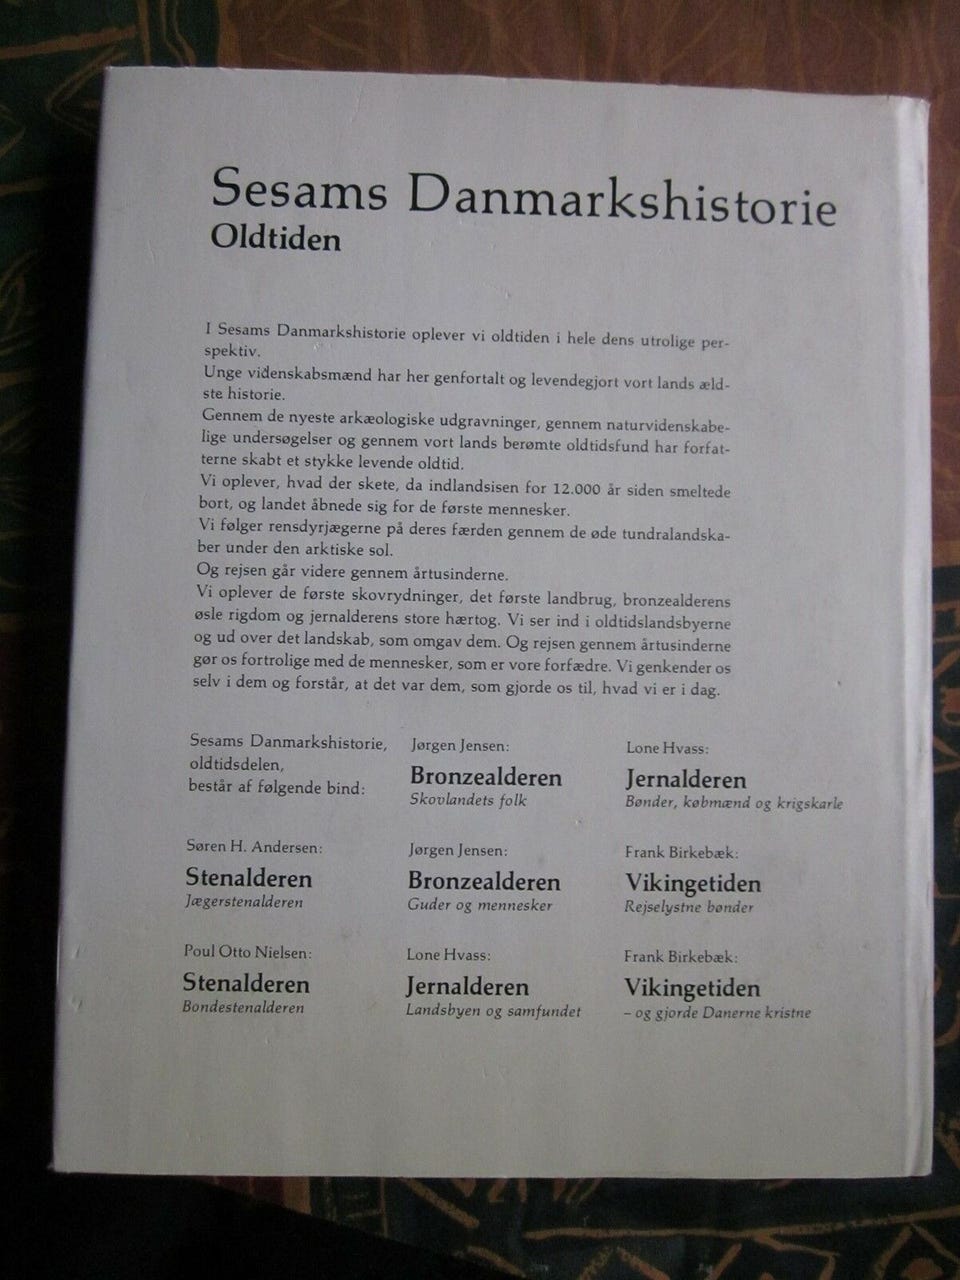 Sesams Danmarkshistorie
Oldtiden
I Sesams Danmarkshistorie oplever vi oldtiden i hele dens utrolige per-
spektiv.
Unge videnskabsmænd har her genfortalt og levendegjort vort lands æld-
ste historie.
Gennem de nyeste arkæologiske udgravninger, gennem naturvidenskabe-
lige undersøgelser og gennem vort lands berømte oldtidsfund har forfat-
terne skabt et stykke levende oldtid.
Vi oplever, hvad der skete, da indlandsisen for 12.000 år siden smeltede
bort, og landet åbnede sig for de første mennesker.
Vi følger rensdyrjægerne på deres færden gennem de øde tundralandska-
ber under den arktiske sol.
Og rejsen går videre gennem årtusinderne.
Vi oplever de første skovrydninger, det første landbrug, bronzealderens
øsle rigdom og jernalderens store hærtog. Vi ser ind i oldtidslandsbyerne
og ud over det landskab, som omgav dem. Og rejsen gennem årtusinderne
gør os fortrolige med de mennesker, som er vore forfædre. Vi genkender os
selv i dem og forstår, at det var dem, som gjorde os til, hvad vi er i dag.
Sesams Danmarkshistorie,
oldtidsdelen,
består af følgende bind:
Søren H. Andersen:
Stenalderen
Jægerstenalderen
Poul Otto Nielsen:
Stenalderen
Bondestenalderen
Jørgen Jensen:
Bronzealderen
Skovlandets folk
Jørgen Jensen:
Bronzealderen
Guder og mennesker
Lone Hvass:
Jernalderen
Landsbyen og samfundet
Lone Hvass:
Jernalderen
Bønder, købmænd og krigskarle
Frank Birkebæk:
Vikingetiden
Rejselystne bønder
Frank Birkebæk:
Vikingetiden
– og gjorde Danerne kristne